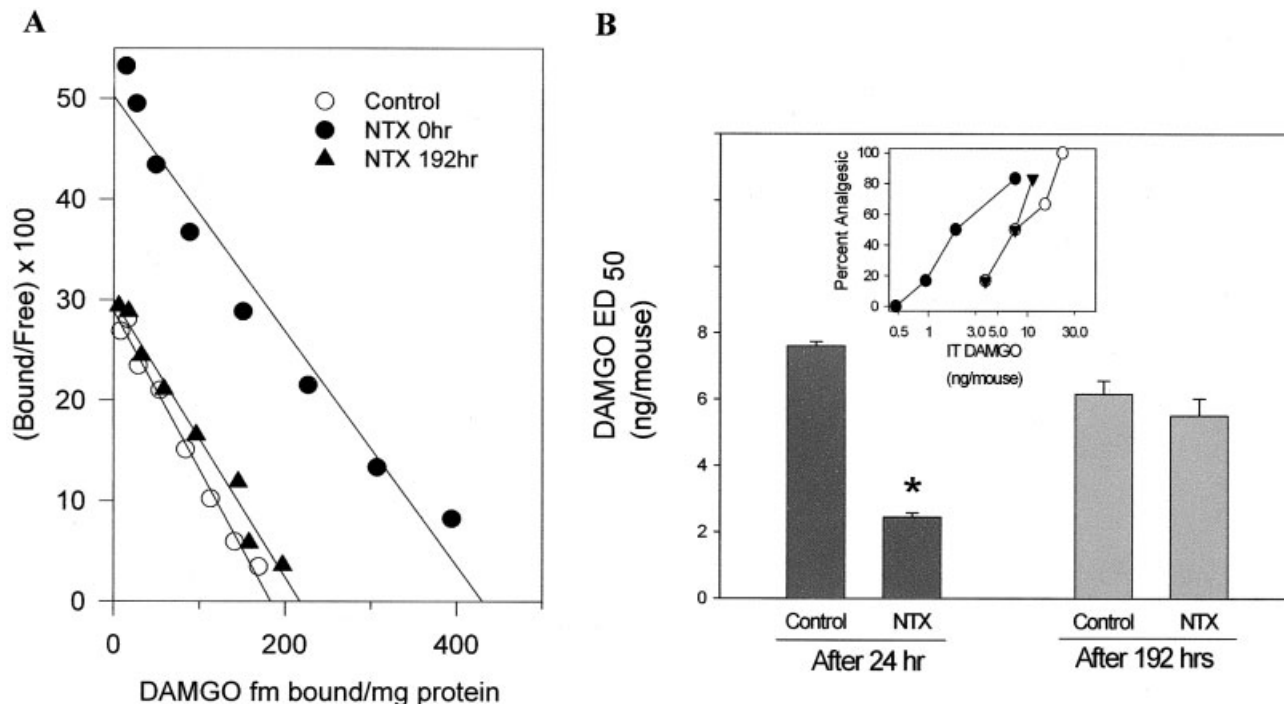 A
50
40
30
20
10
0
(Bound/Free) x 100
Control
NTX 0hr
NTX 192hr
0
200
400
DAMGO fm bound/mg protein
B
8
6
4
2
0
DAMGO ED 50
(ng/mouse)
100
80
60
40
20
0
Percent Analgesic
0.5 1 3.0 5.0 10 30.0
IT DAMGO
(ng/mouse)
*
Control NTX Control NTX
After 24 hr After 192 hrs